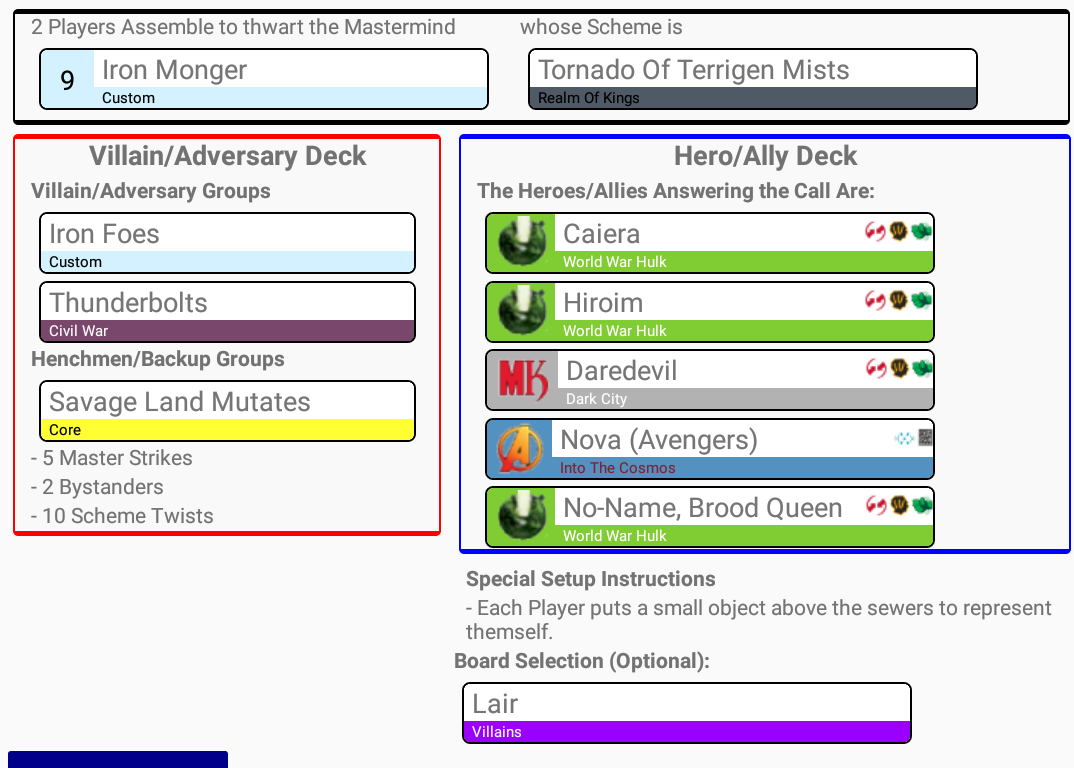 2 Players Assemble to thwart the Mastermind
whose Scheme is
9
Iron Monger
Custom
Tornado Of Terrigen Mists
Realm Of Kings
Villain/Adversary Deck
Villain/Adversary Groups
Iron Foes
Custom
Thunderbolts
Civil War
Henchmen/Backup Groups
Savage Land Mutates
Core
- 5 Master Strikes
- 2 Bystanders
- 10 Scheme Twists
Hero/Ally Deck
The Heroes/Allies Answering the Call Are:
Caiera
World War Hulk
Hiroim
World War Hulk
MK
Daredevil
Dark City
Nova (Avengers)
Into The Cosmos
No-Name, Brood Queen
World War Hulk
Special Setup Instructions
- Each Player puts a small object above the sewers to represent
themself.
Board Selection (Optional):
Lair
Villains